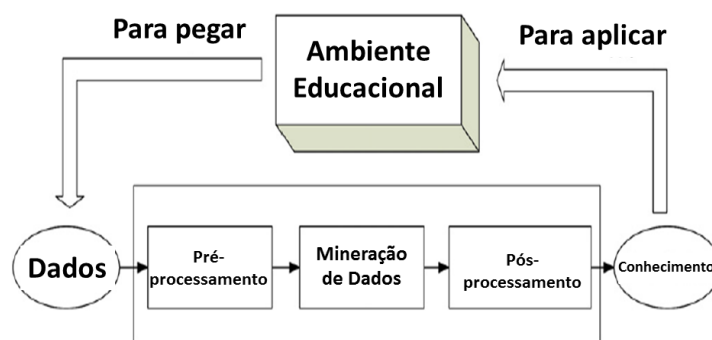 Para pegar
Ambiente
Educacional
Para aplicar
Dados
Pré-
processamento
Mineração
de Dados
Pós-
processamento
Conhecimento